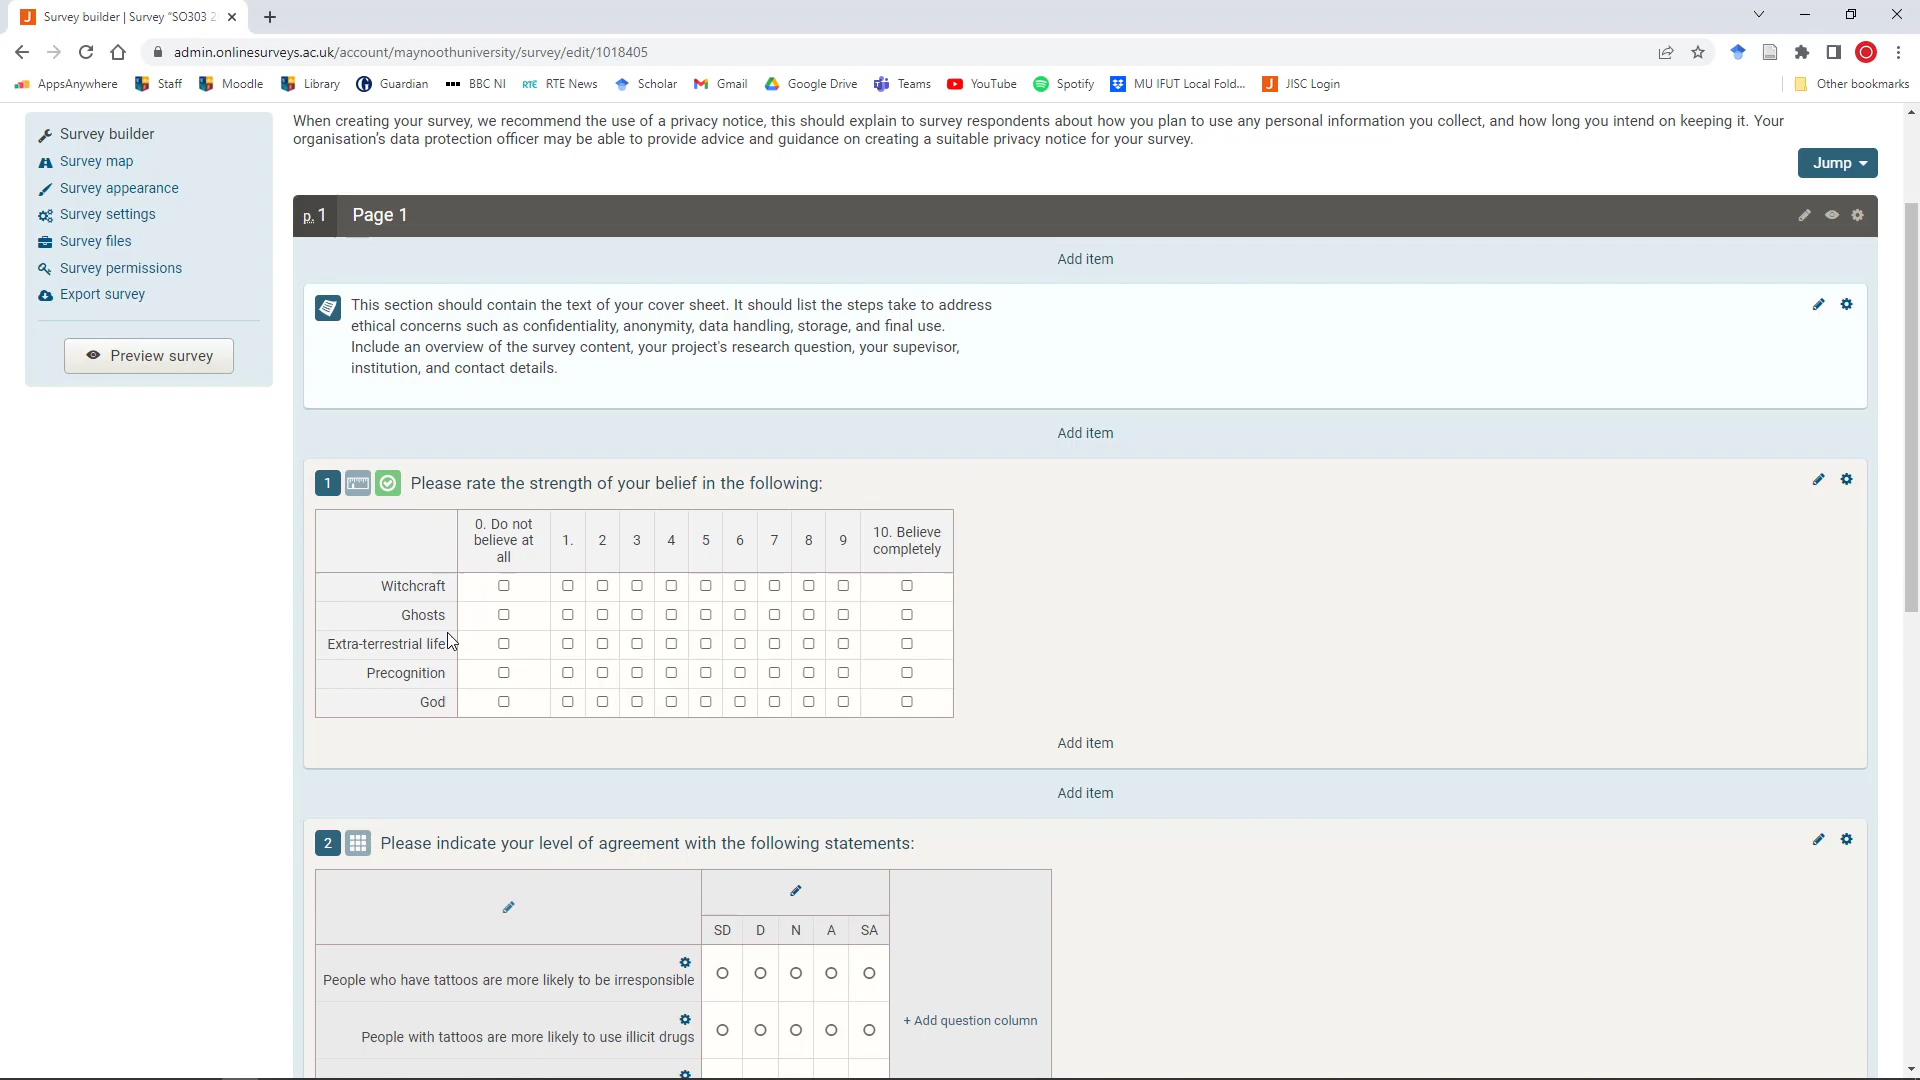 Survey builder | Survey "SO303 2
admin.onlinesurveys.ac.uk/account/maynoothuniversity/survey/edit/1018405
AppsAnywhere Staff Moodle Library Guardian BBC NI RTE News Scholar Gmail Google Drive Teams YouTube Spotify MU IFUT Local Fold... JISC Login Other bookmarks
Survey builder
Survey map
Survey appearance
Survey settings
Survey files
Survey permissions
Export survey
Preview survey
When creating your survey, we recommend the use of a privacy notice, this should explain to survey respondents about how you plan to use any personal information you collect, and how long you intend on keeping it. Your
organisation's data protection officer may be able to provide advice and guidance on creating a suitable privacy notice for your survey.
Jump
p. 1 Page 1
Add item
This section should contain the text of your cover sheet. It should list the steps take to address
ethical concerns such as confidentiality, anonymity, data handling, storage, and final use.
Include an overview of the survey content, your project's research question, your supevisor,
institution, and contact details.
Add item
1 Please rate the strength of your belief in the following:
0. Do not
believe at
all
1. 2 3 4 5 6 7 8 9
10. Believe
completely
Witchcraft
Ghosts
Extra-terrestrial life
Precognition
God
Add item
Add item
2 Please indicate your level of agreement with the following statements:
SD D N A SA
People who have tattoos are more likely to be irresponsible
People with tattoos are more likely to use illicit drugs
+ Add question column